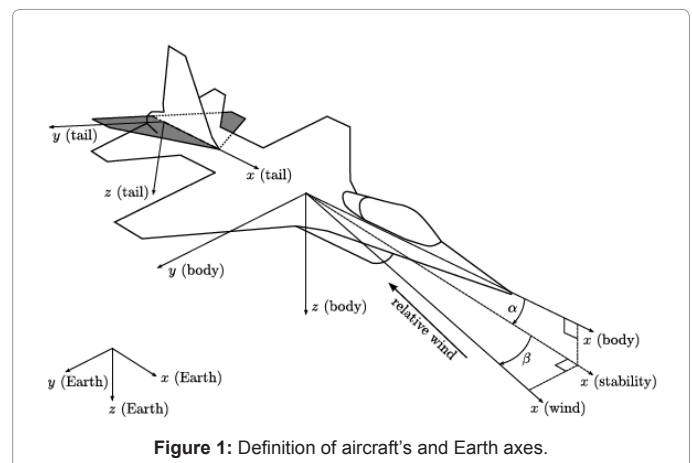 y (tail)
x (tail)
z (tail)
y (body)
z (body)
relative wind
α
β
x (body)
x (stability)
x (wind)
y (Earth)
x (Earth)
z (Earth)
Figure 1: Definition of aircraft's and Earth axes.